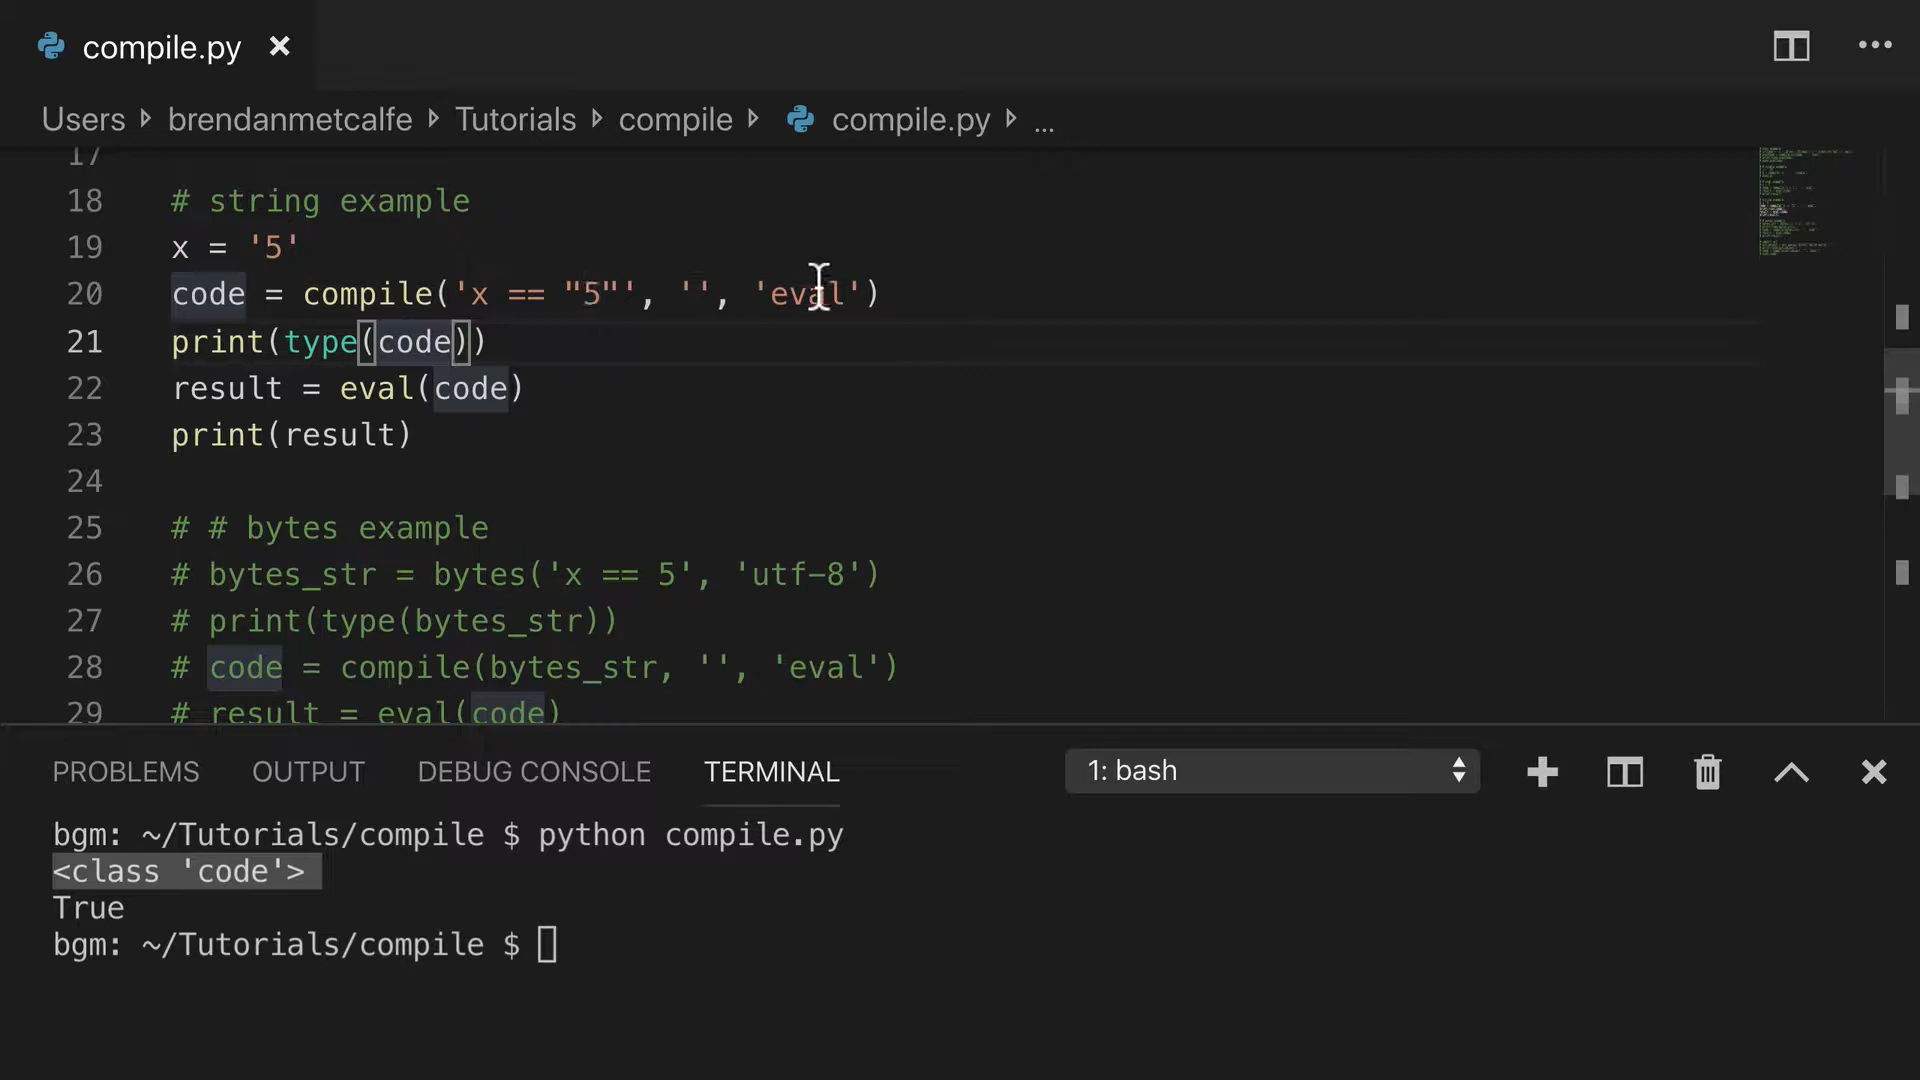 compile.py
Users brendanmetcalfe Tutorials compile compile.py ...
17
18 # string example
19 x = '5'
20 code = compile('x == "5"', '', 'eval')
21 print(type(code))
22 result = eval(code)
23 print(result)
24
25 # # bytes example
26 # bytes_str = bytes('x == 5', 'utf-8')
27 # print(type(bytes_str))
28 # code = compile(bytes_str, '', 'eval')
29 # result = eval(code)
PROBLEMS OUTPUT DEBUG CONSOLE TERMINAL 1: bash
bgm: ~/Tutorials/compile $ python compile.py
<class 'code'>
True
bgm: ~/Tutorials/compile $